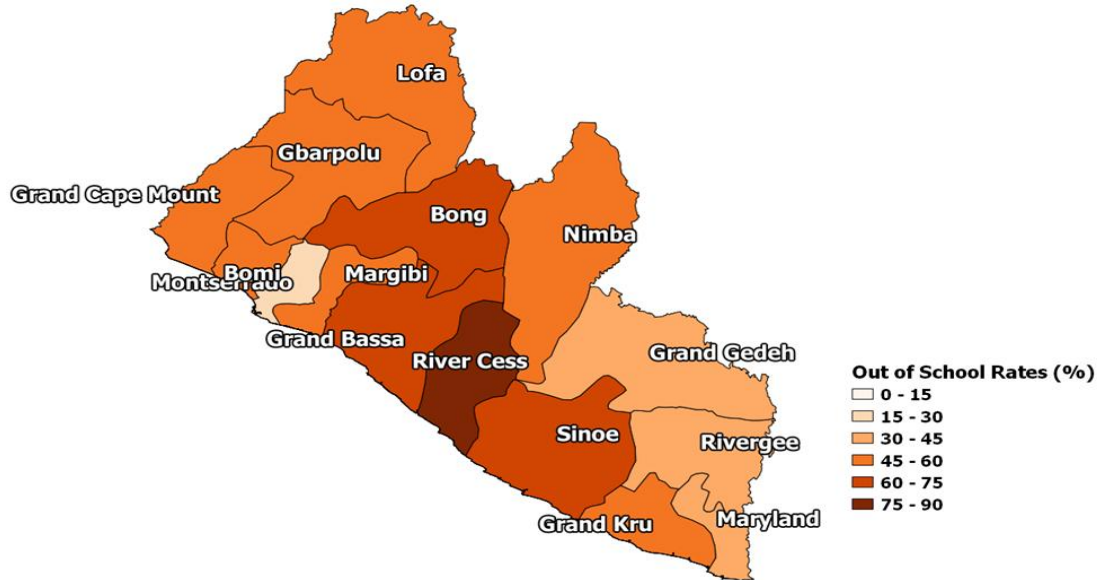 Lofa
Gbarpolu
Grand Cape Mount
Bong
Nimba
Bomi
Margibi
Montserrado
Grand Bassa
River Cess
Grand Gedeh
Sinoe
Rivergee
Grand Kru
Maryland
Out of School Rates (%)
0 - 15
15 - 30
30 - 45
45 - 60
60 - 75
75 - 90